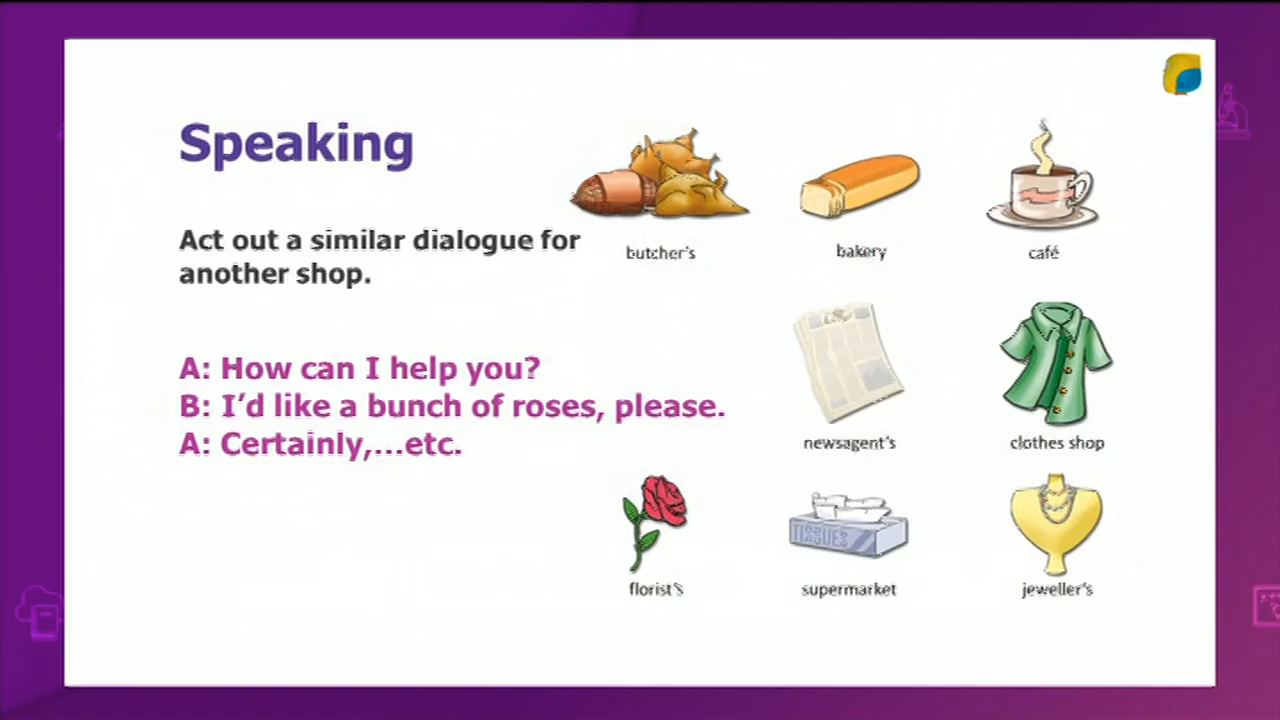 Speaking
Act out a similar dialogue for
another shop.
A: How can I help you?
B: I'd like a bunch of roses, please.
A: Certainly,...etc.
butcher's
bakery
café
newsagent's
clothes shop
TISSUES
florist's
supermarket
jeweller's